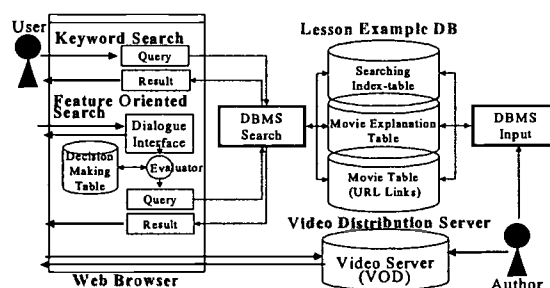 User
Keyword Search
Query
Result
Feature Oriented
Search
Dialogue
Interface
Decision
Making
Table
Evaluator
Query
Result
Web Browser
DBMS
Search
Lesson Example DB
Searching
Index-table
Movie Explanation
Table
Movie Table
(URL Links)
DBMS
Input
Video Distribution Server
Video Server
(VOD)
Author